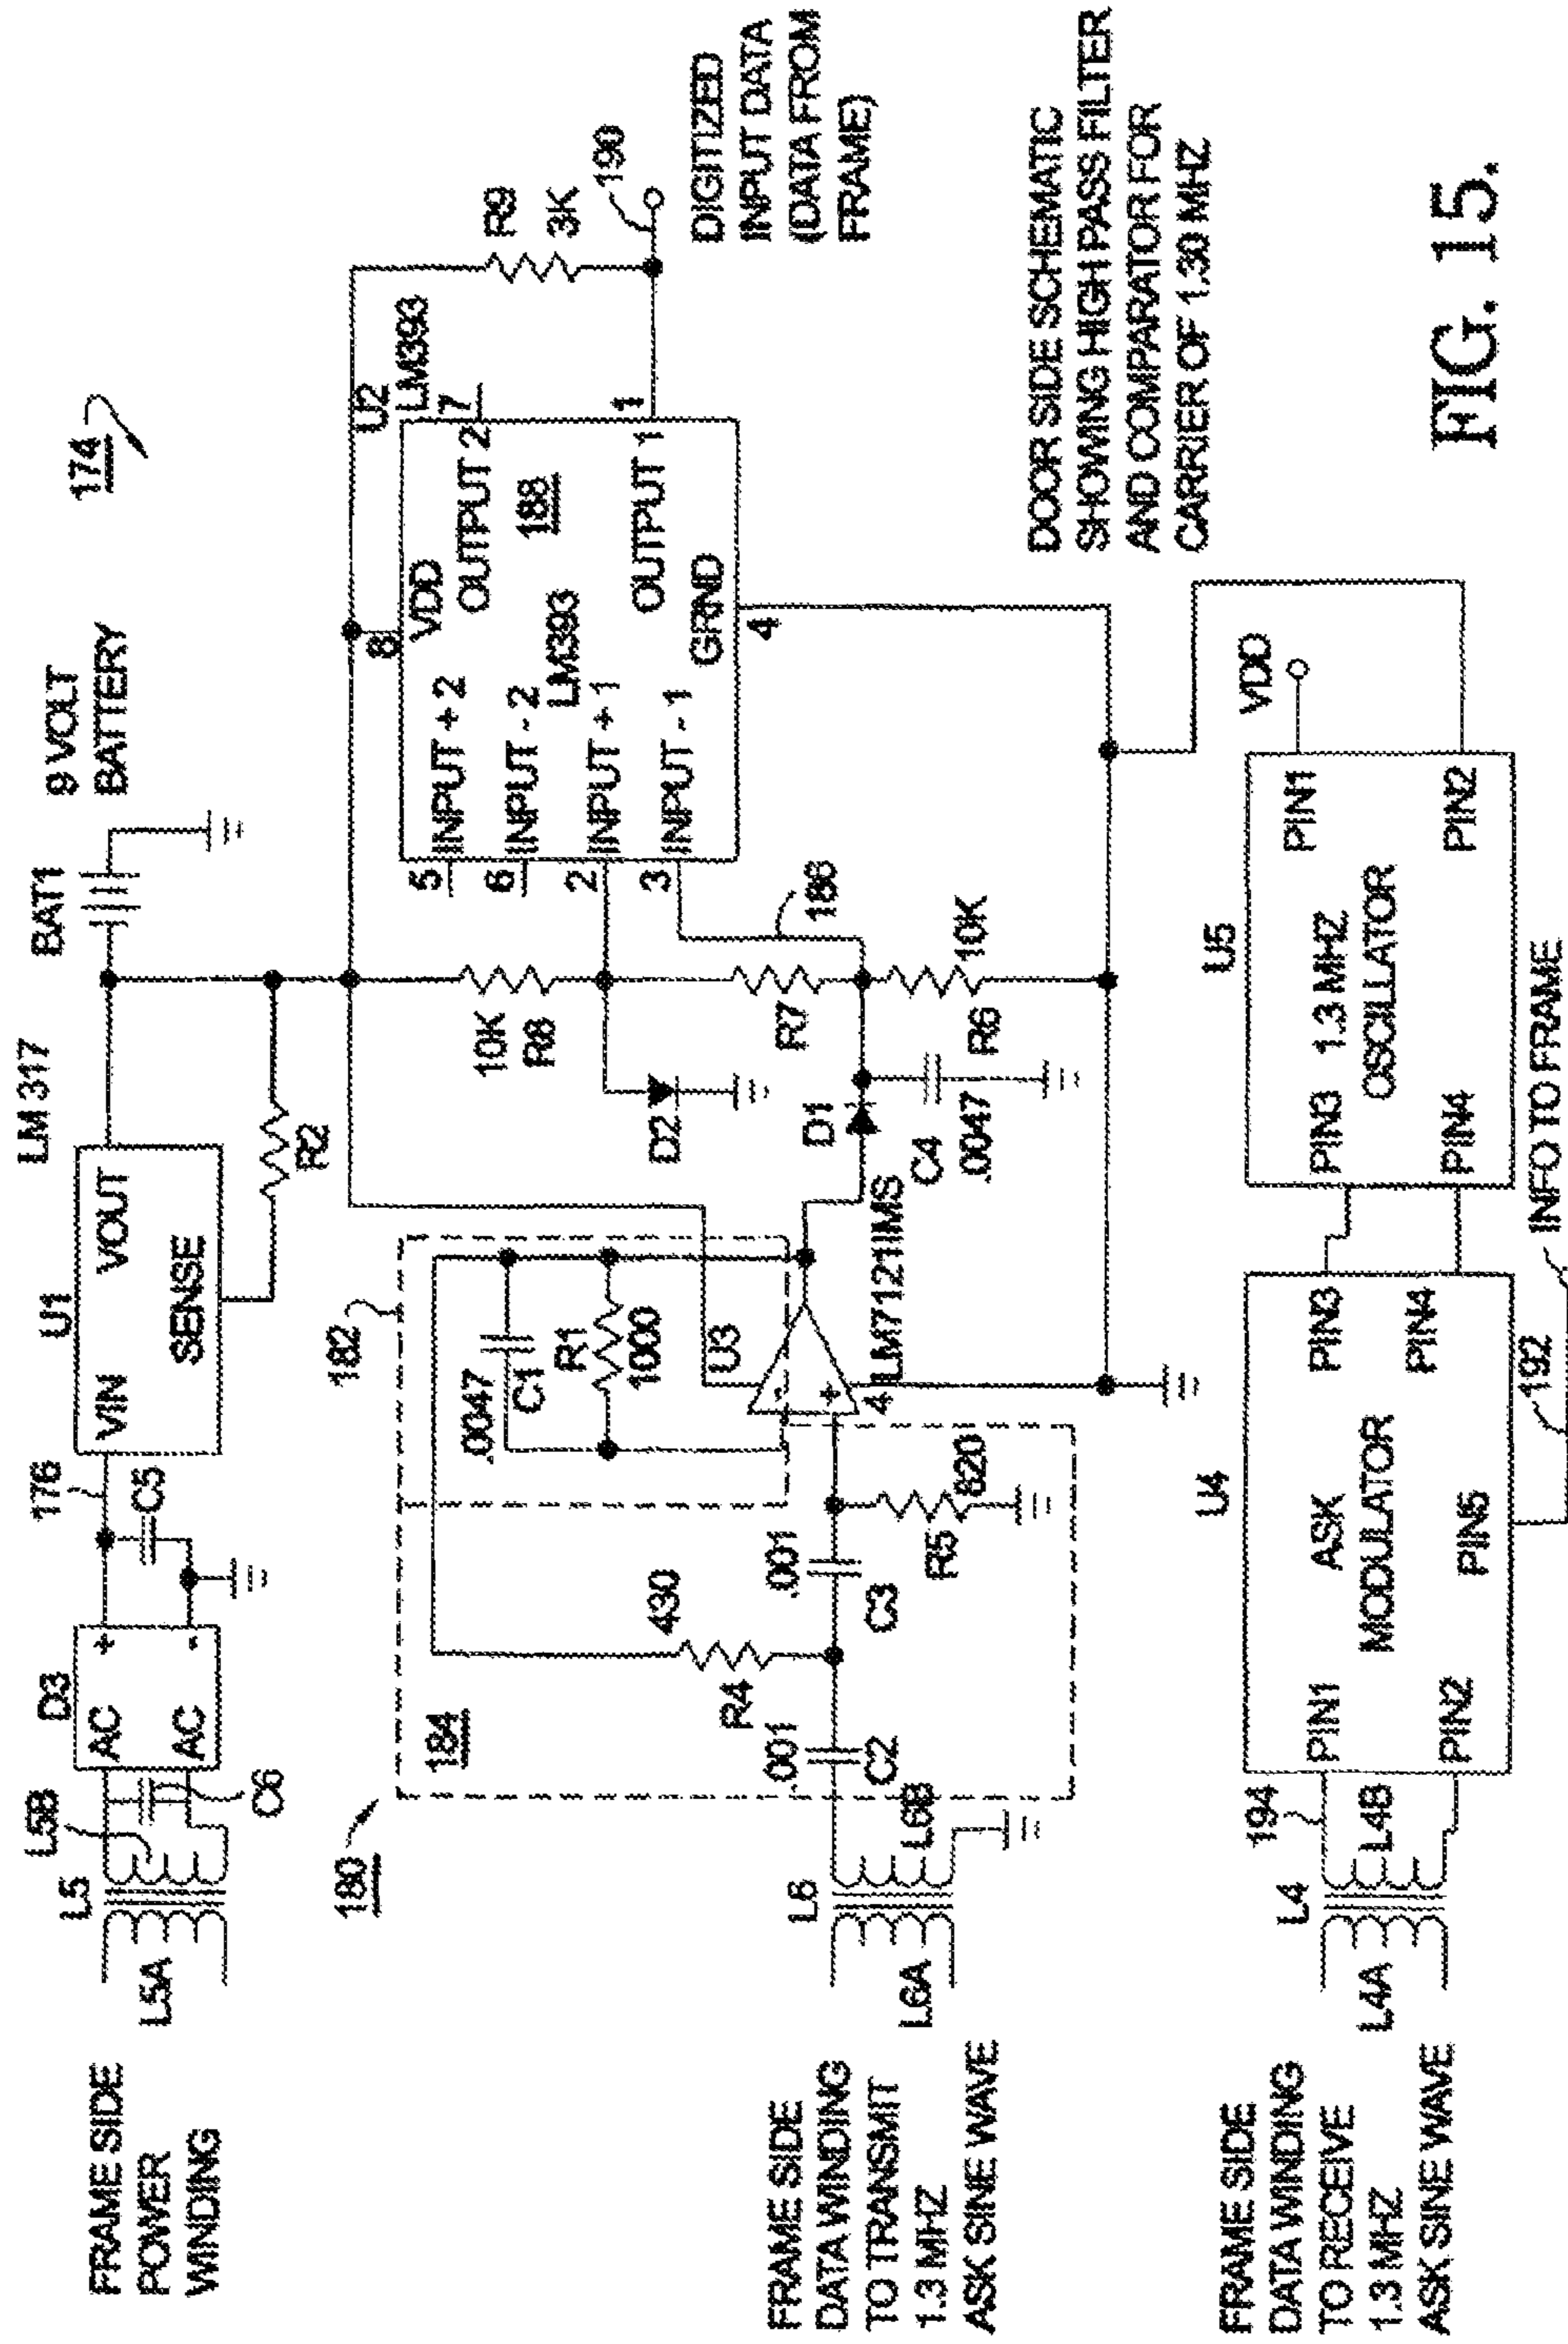 174
FRAME SIDE
POWER
WINDING
L5
L5A
L5B
C6
D3
AC
AC
+
-
C5
176
U1
VIN
VOUT
SENSE
LM 317
R2
BAT1
9 VOLT
BATTERY
180
182
184
.0047
C1
R1
1000
U3
430
R4
.001
C2
.001
C3
R5
820
-
+
4
LM7121IMS
10K
R8
D2
R7
D1
C4
.0047
R6
10K
186
U2
LM393
8
VDD
7
OUTPUT 2
188
LM393
5
INPUT + 2
6
INPUT - 2
2
INPUT + 1
3
INPUT - 1
OUTPUT 1
1
GRND
4
R9
3K
190
DIGITIZED
INPUT DATA
(DATA FROM
FRAME)
FRAME SIDE
DATA WINDING
TO TRANSMIT
1.3 MHZ
ASK SINE WAVE
L6
L6A
L6B
DOOR SIDE SCHEMATIC
SHOWING HIGH PASS FILTER
AND COMPARATOR FOR
CARRIER OF 1.30 MHZ
FRAME SIDE
DATA WINDING
TO RECEIVE
1.3 MHZ
ASK SINE WAVE
L4
L4A
L4B
194
U4
PIN1
PIN2
ASK
MODULATOR
PIN3
PIN4
PIN5
192
INFO TO FRAME
U5
PIN3
1.3 MHZ
OSCILLATOR
PIN4
PIN1
PIN2
VDD
FIG. 15.